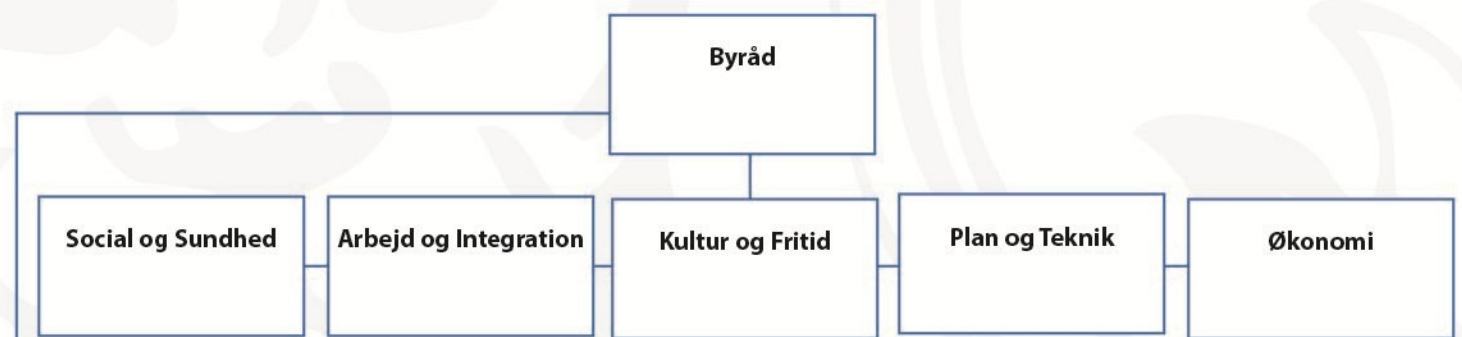 Byråd
Social og Sundhed
Arbejd og Integration
Kultur og Fritid
Plan og Teknik
Økonomi